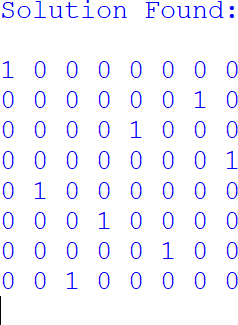 Solution Found:
1 0 0 0 0 0 0 0
0 0 0 0 0 0 1 0
0 0 0 0 1 0 0 0
0 0 0 0 0 0 0 1
0 1 0 0 0 0 0 0
0 0 0 1 0 0 0 0
0 0 0 0 0 1 0 0
0 0 1 0 0 0 0 0